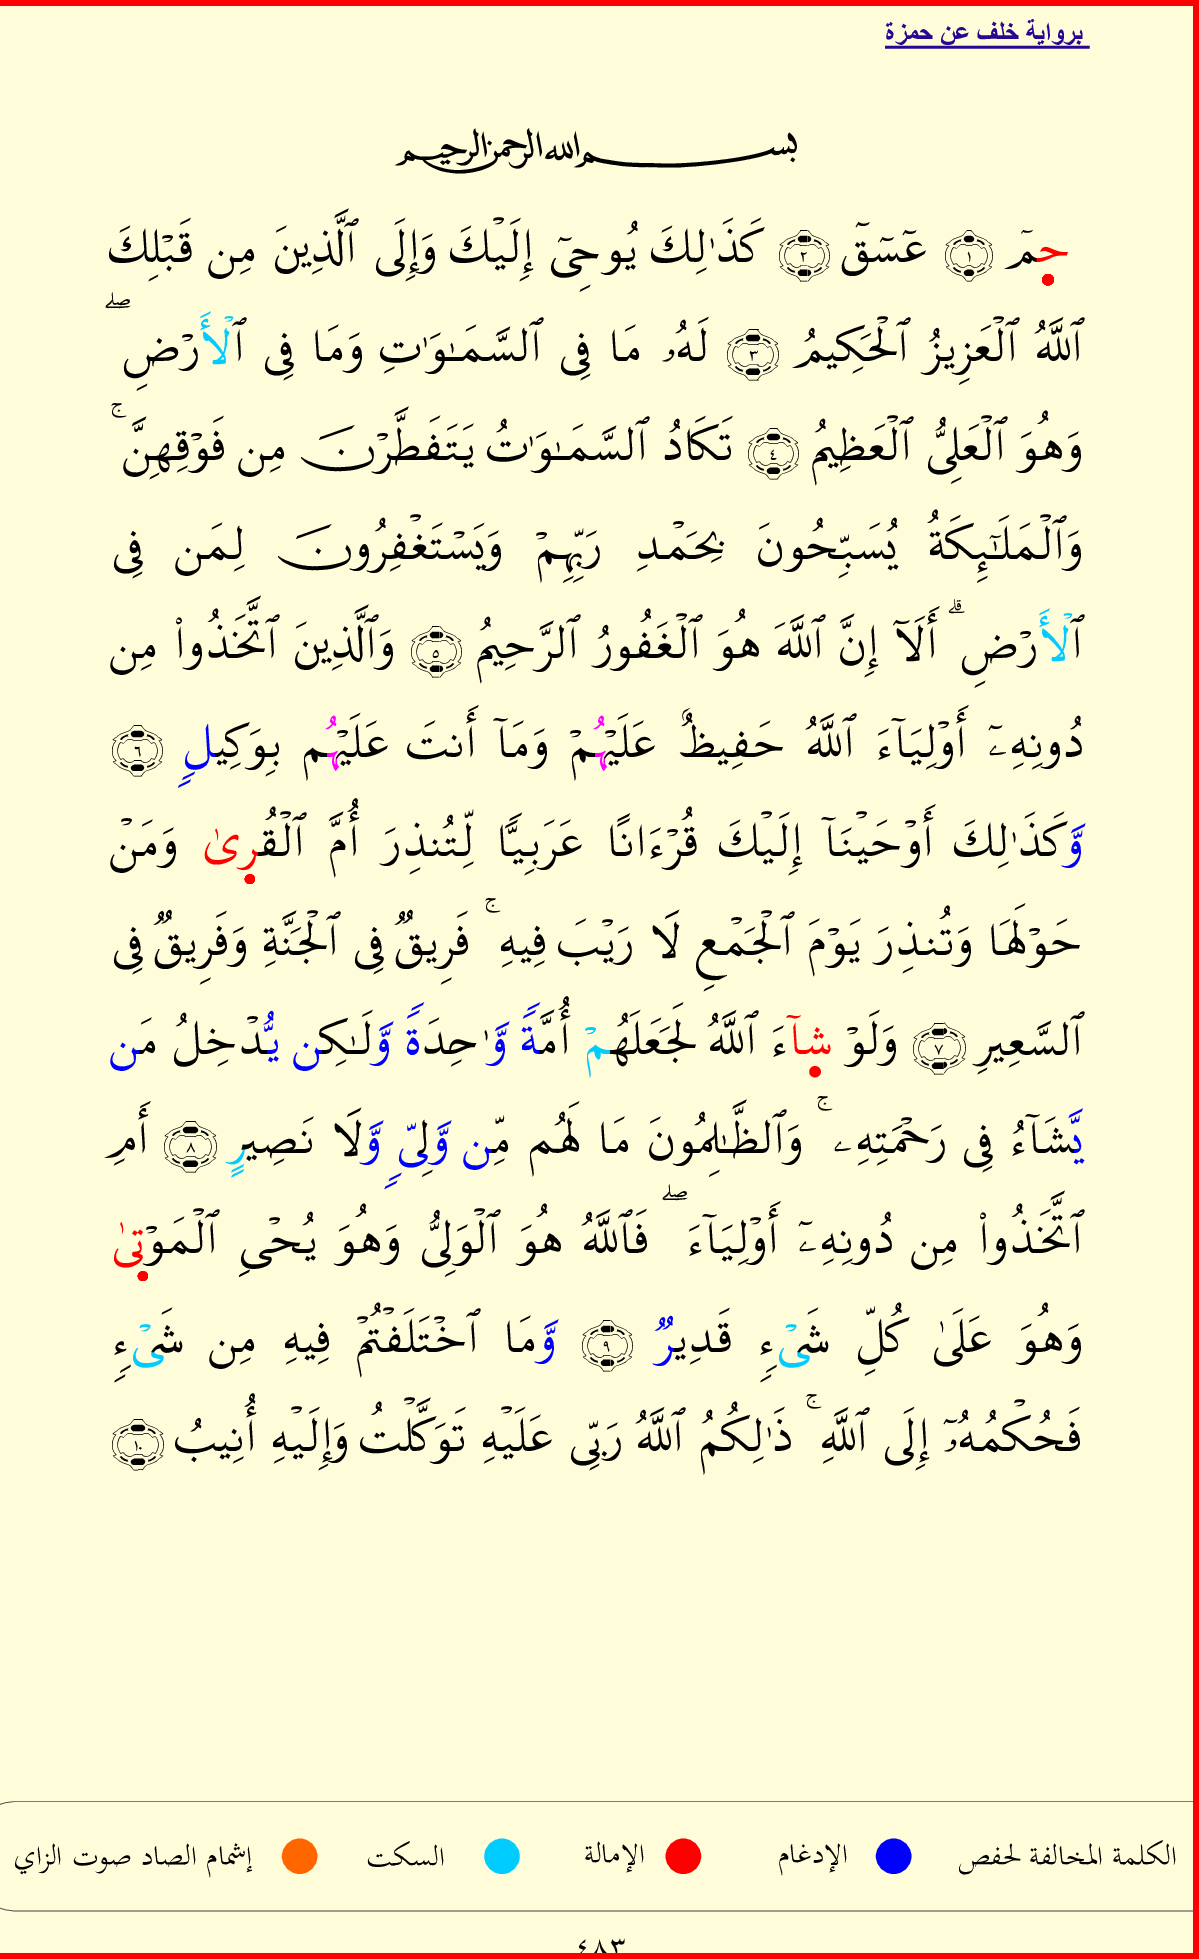 برواية خلف عن حمزة
بسم الله الرحمن الرحيم
حمٓ ١ عٓسٓقٓ ٢ كَذَٰلِكَ يُوحِيٓ إِلَيۡكَ وَإِلَى ٱلَّذِينَ مِن قَبۡلِكَ
ٱللَّهُ ٱلۡعَزِيزُ ٱلۡحَكِيمُ ٣ لَهُۥ مَا فِي ٱلسَّمَٰوَٰتِ وَمَا فِي ٱلۡأَرۡضِۖ
وَهُوَ ٱلۡعَلِيُّ ٱلۡعَظِيمُ ٤ تَكَادُ ٱلسَّمَٰوَٰتُ يَتَفَطَّرۡنَ مِن فَوۡقِهِنَّۚ
وَٱلۡمَلَٰٓئِكَةُ يُسَبِّحُونَ بِحَمۡدِ رَبِّهِمۡ وَيَسۡتَغۡفِرُونَ لِمَن فِي
ٱلۡأَرۡضِۗ أَلَآ إِنَّ ٱللَّهَ هُوَ ٱلۡغَفُورُ ٱلرَّحِيمُ ٥ وَٱلَّذِينَ ٱتَّخَذُواْ مِن
دُونِهِۦٓ أَوۡلِيَآءَ ٱللَّهُ حَفِيظٌ عَلَيۡهُمۡ وَمَآ أَنتَ عَلَيۡهُم بِوَكِيلٖ ٦
وَّكَذَٰلِكَ أَوۡحَيۡنَآ إِلَيۡكَ قُرۡءَانًا عَرَبِيّٗا لِّتُنذِرَ أُمَّ ٱلۡقُرِىٰ وَمَنۡ
حَوۡلَهَا وَتُنذِرَ يَوۡمَ ٱلۡجَمۡعِ لَا رَيۡبَ فِيهِۚ فَرِيقٞ فِي ٱلۡجَنَّةِ وَفَرِيقٞ فِي
ٱلسَّعِيرِ ٧ وَلَوۡ شِآءَ ٱللَّهُ لَجَعَلَهُمۡ أُمَّةٗ وَّٰحِدَةٗ وَّلَٰكِن يُّدۡخِلُ مَن
يَّشَآءُ فِي رَحۡمَتِهِۦۚ وَٱلظَّٰلِمُونَ مَا لَهُم مِّن وَّلِيّٖ وَّلَا نَصِيرٍ ٨ أَمِ
ٱتَّخَذُواْ مِن دُونِهِۦٓ أَوۡلِيَآءَۖ فَٱللَّهُ هُوَ ٱلۡوَلِيُّ وَهُوَ يُحۡيِ ٱلۡمَوۡتِىٰ
وَهُوَ عَلَىٰ كُلِّ شَيۡءٖ قَدِيرٞ ٩ وَّمَا ٱخۡتَلَفۡتُمۡ فِيهِ مِن شَيۡءٖ
فَحُكۡمُهُۥٓ إِلَى ٱللَّهِۚ ذَٰلِكُمُ ٱللَّهُ رَبِّي عَلَيۡهِ تَوَكَّلۡتُ وَإِلَيۡهِ أُنِيبُ ١٠
الكلمة المخالفة لحفص الإدغام الإمالة السكت إشمام الصاد صوت الزاي
٤٨٣